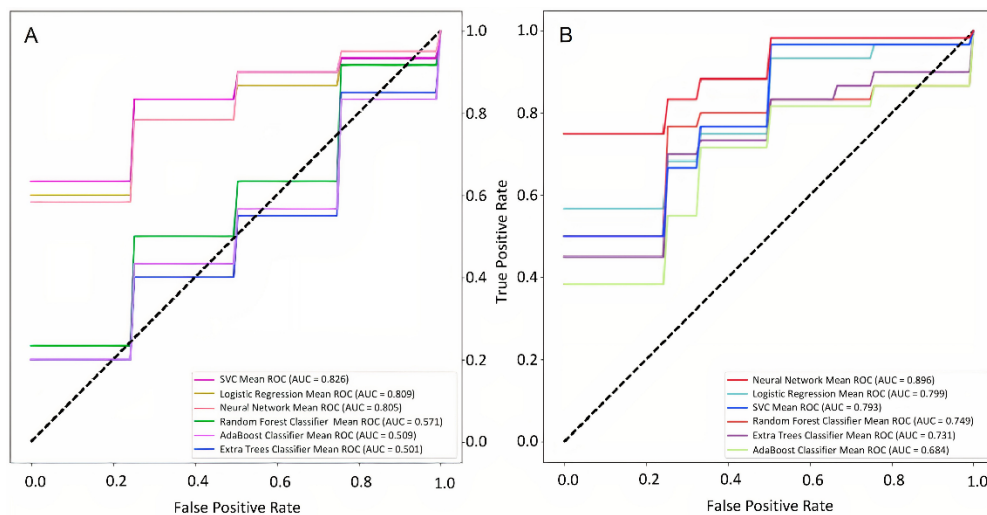 A
1.0
0.8
0.6
0.4
0.2
0.0
True Positive Rate
SVC Mean ROC (AUC = 0.826)
Logistic Regression Mean ROC (AUC = 0.809)
Neural Network Mean ROC (AUC = 0.805)
Random Forest Classifier Mean ROC (AUC = 0.571)
AdaBoost Classifier Mean ROC (AUC = 0.509)
Extra Trees Classifier Mean ROC (AUC = 0.501)
0.0 0.2 0.4 0.6 0.8 1.0
False Positive Rate
B
1.0
0.8
0.6
0.4
0.2
0.0
True Positive Rate
Neural Network Mean ROC (AUC = 0.896)
Logistic Regression Mean ROC (AUC = 0.799)
SVC Mean ROC (AUC = 0.793)
Random Forest Classifier Mean ROC (AUC = 0.749)
Extra Trees Classifier Mean ROC (AUC = 0.731)
AdaBoost Classifier Mean ROC (AUC = 0.684)
0.0 0.2 0.4 0.6 0.8 1.0
False Positive Rate